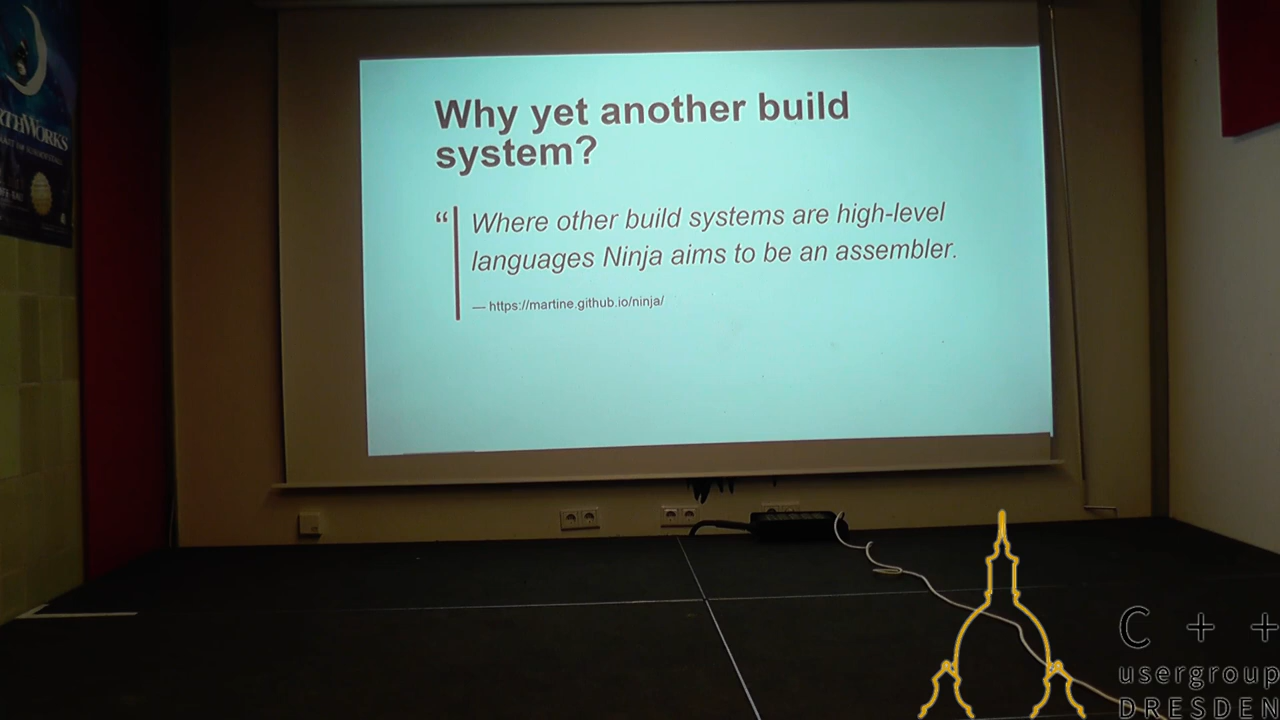 Why yet another build
system?
“ Where other build systems are high-level
languages Ninja aims to be an assembler.
— https://martine.github.io/ninja/
C++
usergroup
DRESDEN